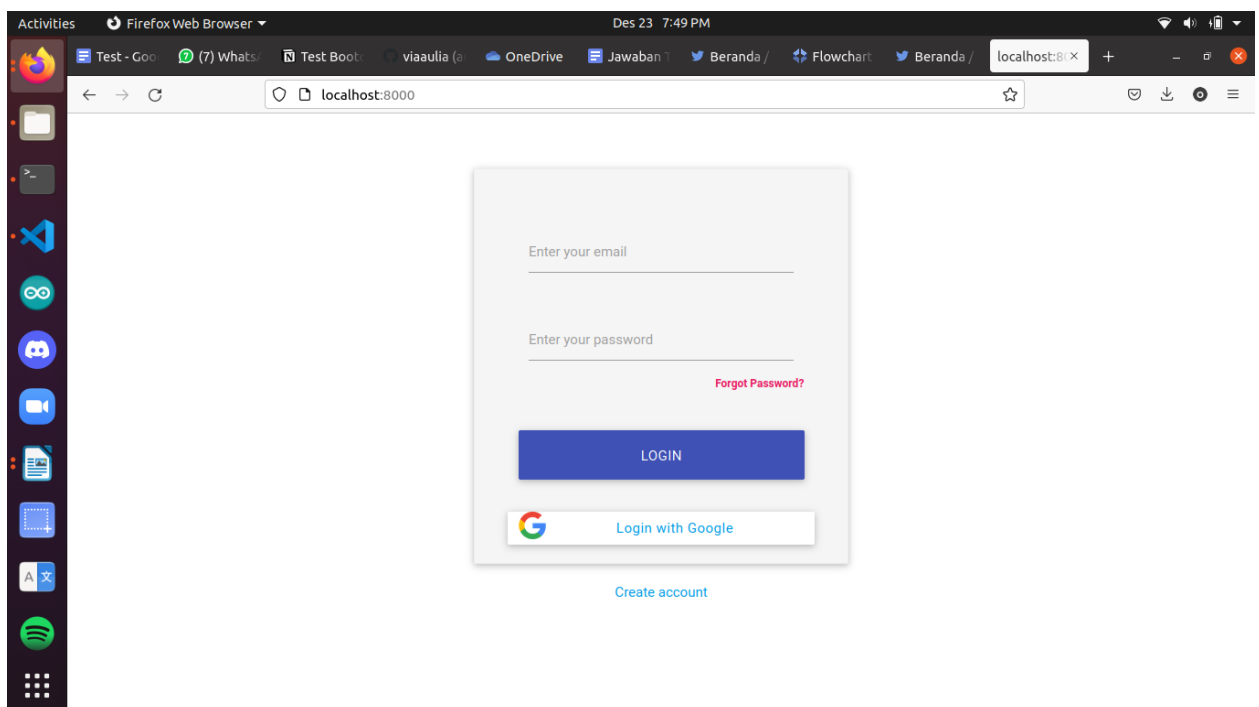 Activities Firefox Web Browser Des 23 7:49 PM
Test - Goo (7) Whats Test Boot viaaulia (a OneDrive Jawaban T Beranda / Flowchart Beranda / localhost:8
localhost:8000
Enter your email
Enter your password
Forgot Password?
LOGIN
Login with Google
Create account